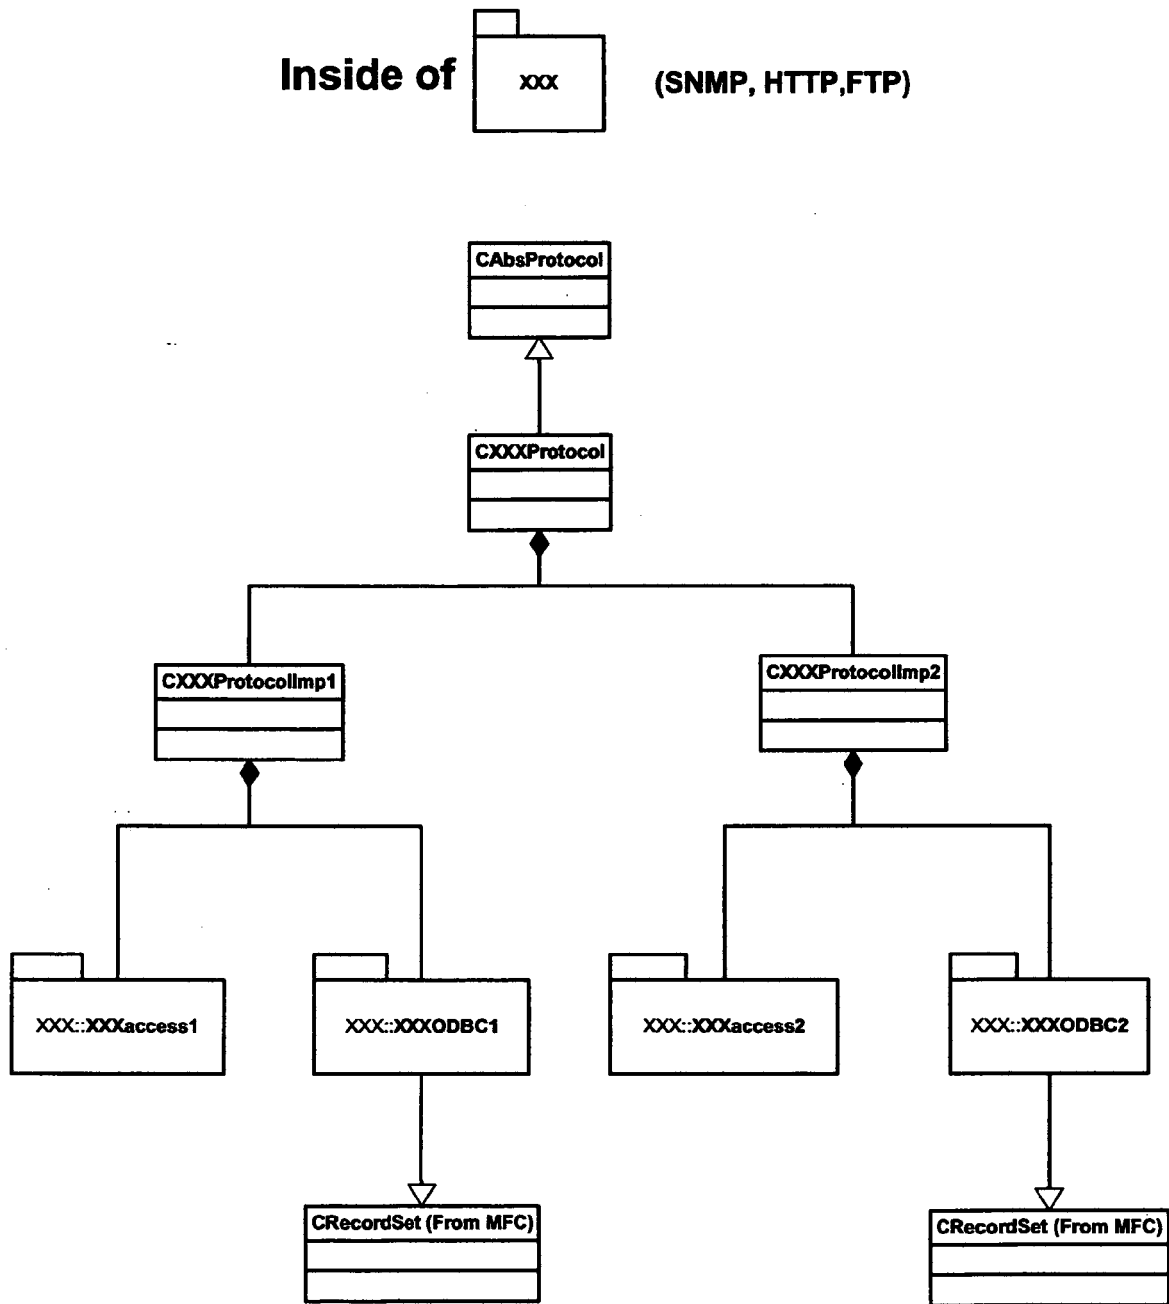 Inside of XXX (SNMP, HTTP,FTP)
CAbsProtocol
CXXXProtocol
CXXXProtocolImp1
CXXXProtocolImp2
XXX::XXXaccess1
XXX::XXXODBC1
XXX::XXXaccess2
XXX::XXXODBC2
CRecordSet (From MFC)
CRecordSet (From MFC)